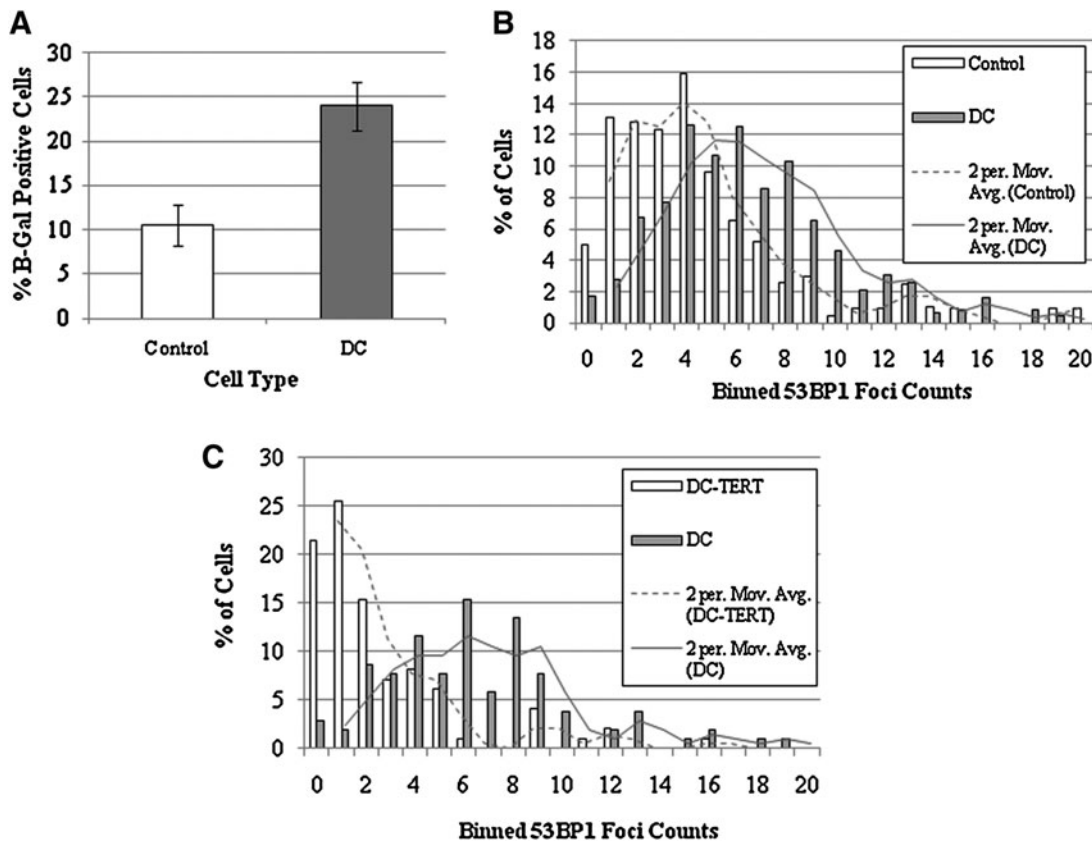 A
% B-Gal Positive Cells
30
25
20
15
10
5
0
Control
DC
Cell Type
B
% of Cells
18
16
14
12
10
8
6
4
2
0
0 2 4 6 8 10 12 14 16 18 20
Binned 53BP1 Foci Counts
Control
DC
2 per. Mov.
Avg. (Control)
2 per. Mov.
Avg. (DC)
C
% of Cells
30
25
20
15
10
5
0
0 2 4 6 8 10 12 14 16 18 20
Binned 53BP1 Foci Counts
DC-TERT
DC
2 per. Mov. Avg.
(DC-TERT)
2 per. Mov. Avg.
(DC)